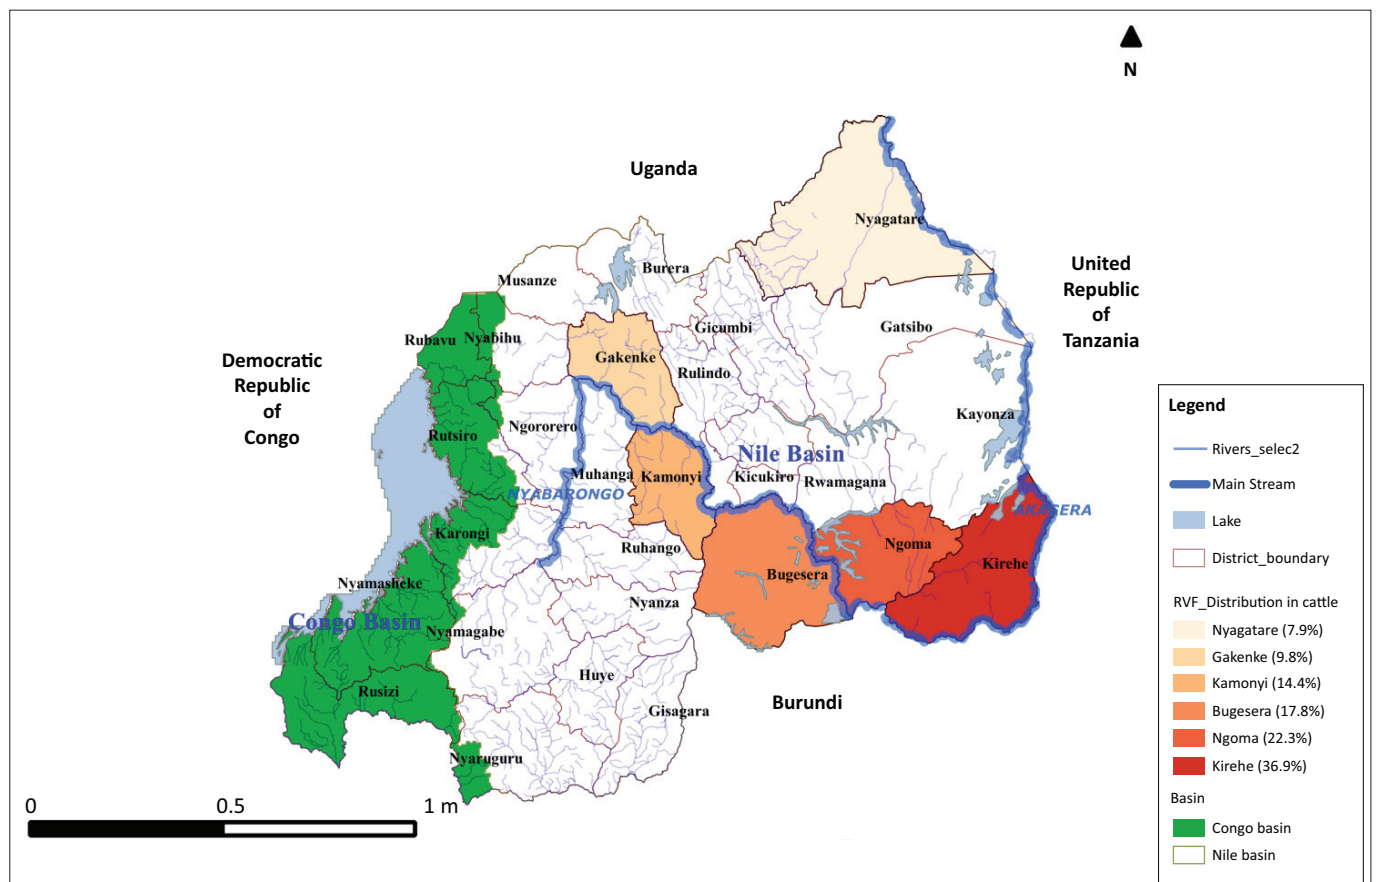 N
Uganda
Nyagatare
United
Republic
of
Tanzania
Burera
Musanze
Gicumbi
Gatsibo
Rubavu
Nyabihu
Democratic
Republic
of
Congo
Gakenke
Rulindo
Kayonza
Ngororero
Rutsiro
Nile Basin
Muhanga
Kamonyi
Kicukiro
Rwamagana
NYABARONGO
AKAGERA
Karongi
Ruhango
Ngoma
Kirehe
Bugesera
Nyamasheke
Nyanza
Congo Basin
Nyamagabe
Huye
Rusizi
Gisagara
Burundi
Nyaruguru
0 0.5 1 m
Legend
Rivers_selec2
Main Stream
Lake
District_boundary
RVF_Distribution in cattle
Nyagatare (7.9%)
Gakenke (9.8%)
Kamonyi (14.4%)
Bugesera (17.8%)
Ngoma (22.3%)
Kirehe (36.9%)
Basin
Congo basin
Nile basin